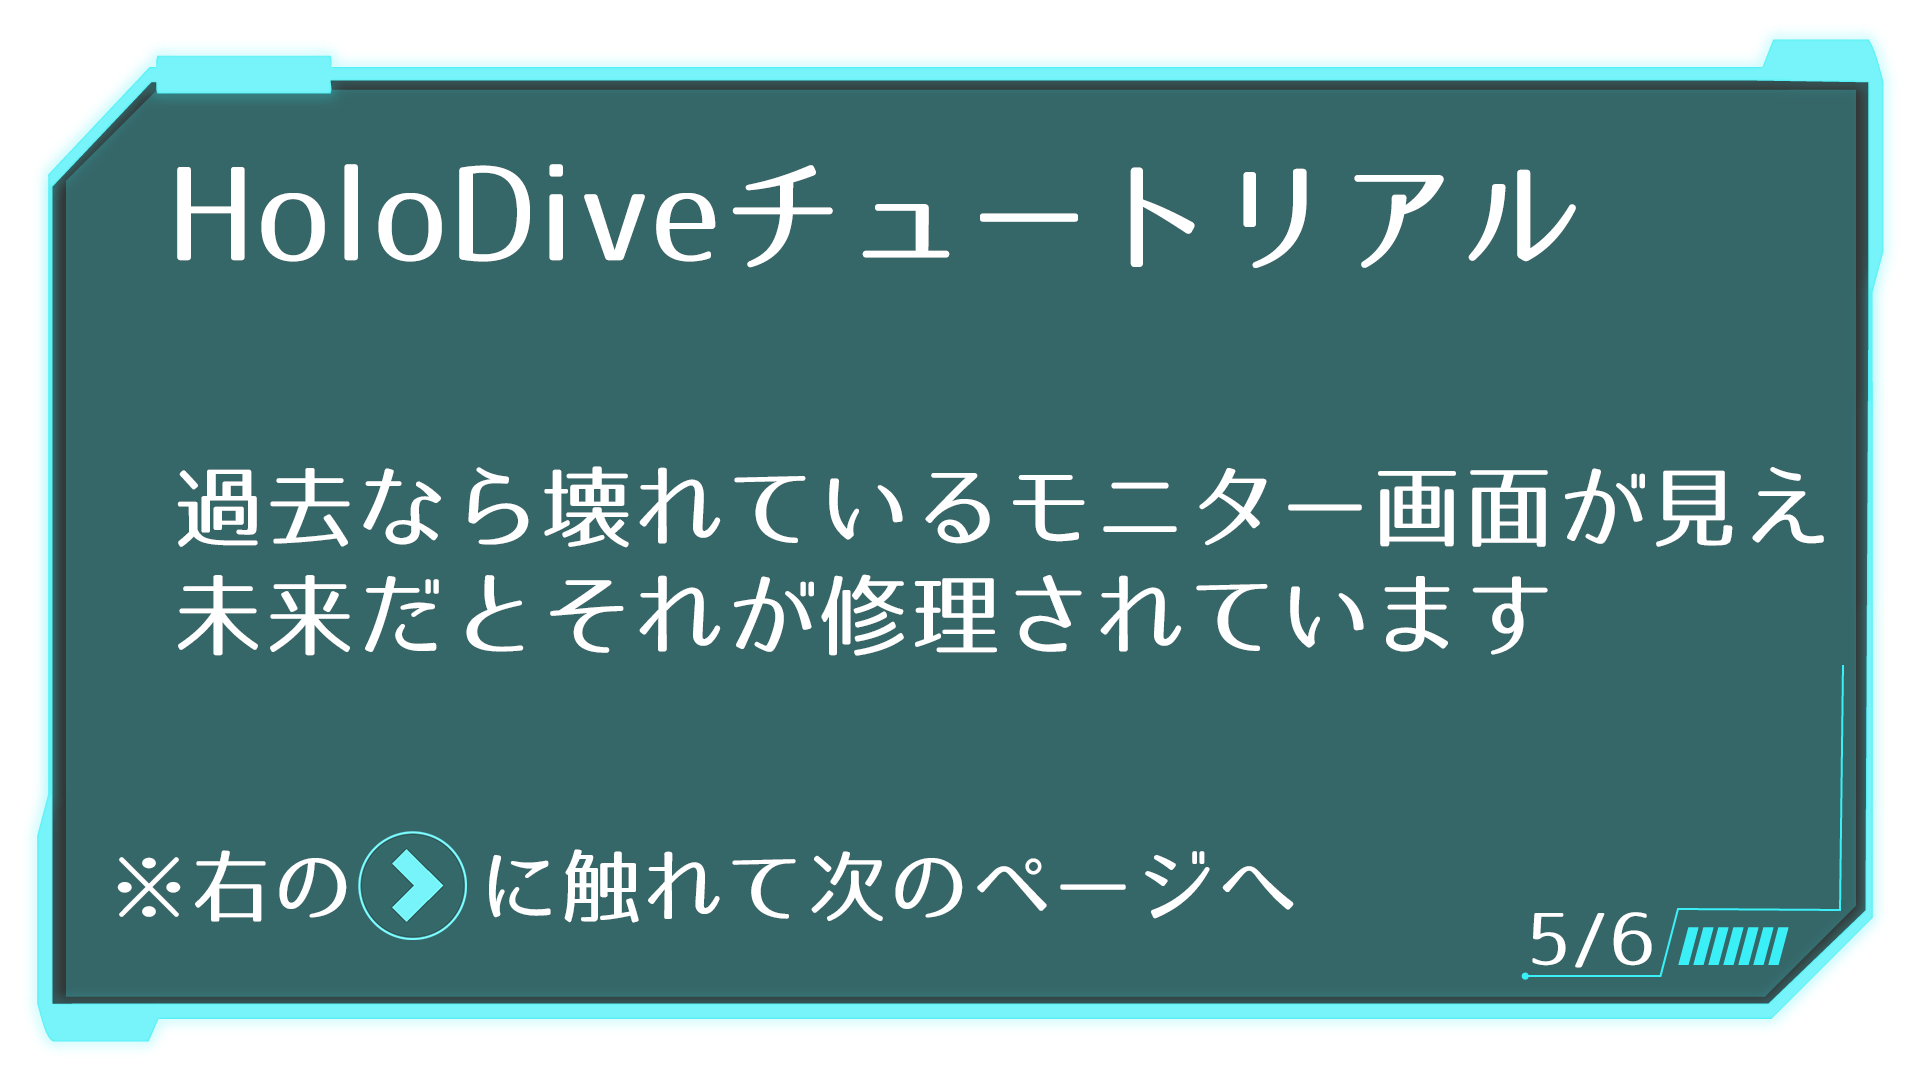 HoloDiveチュートリアル
過去なら壊れているモニター画面が見え
未来だとそれが修理されています
※右の に触れて次のページへ
5/6